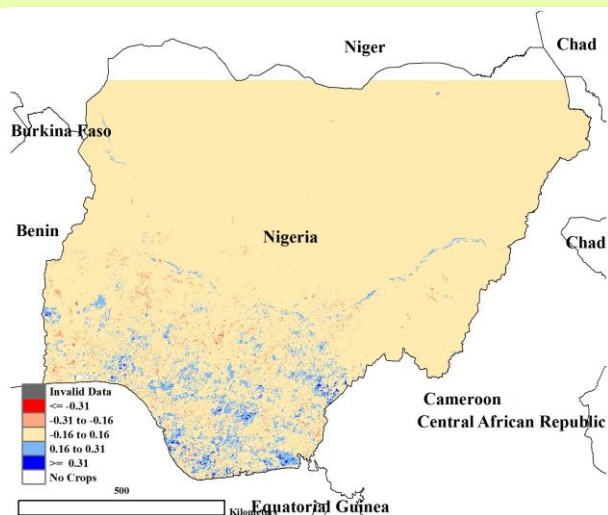 Niger
Chad
Burkina Faso
Benin
Nigeria
Chad
Invalid Data
<= -0.31
-0.31 to -0.16
-0.16 to 0.16
0.16 to 0.31
>= 0.31
No Crops
Cameroon
Central African Republic
500
Equatorial Guinea